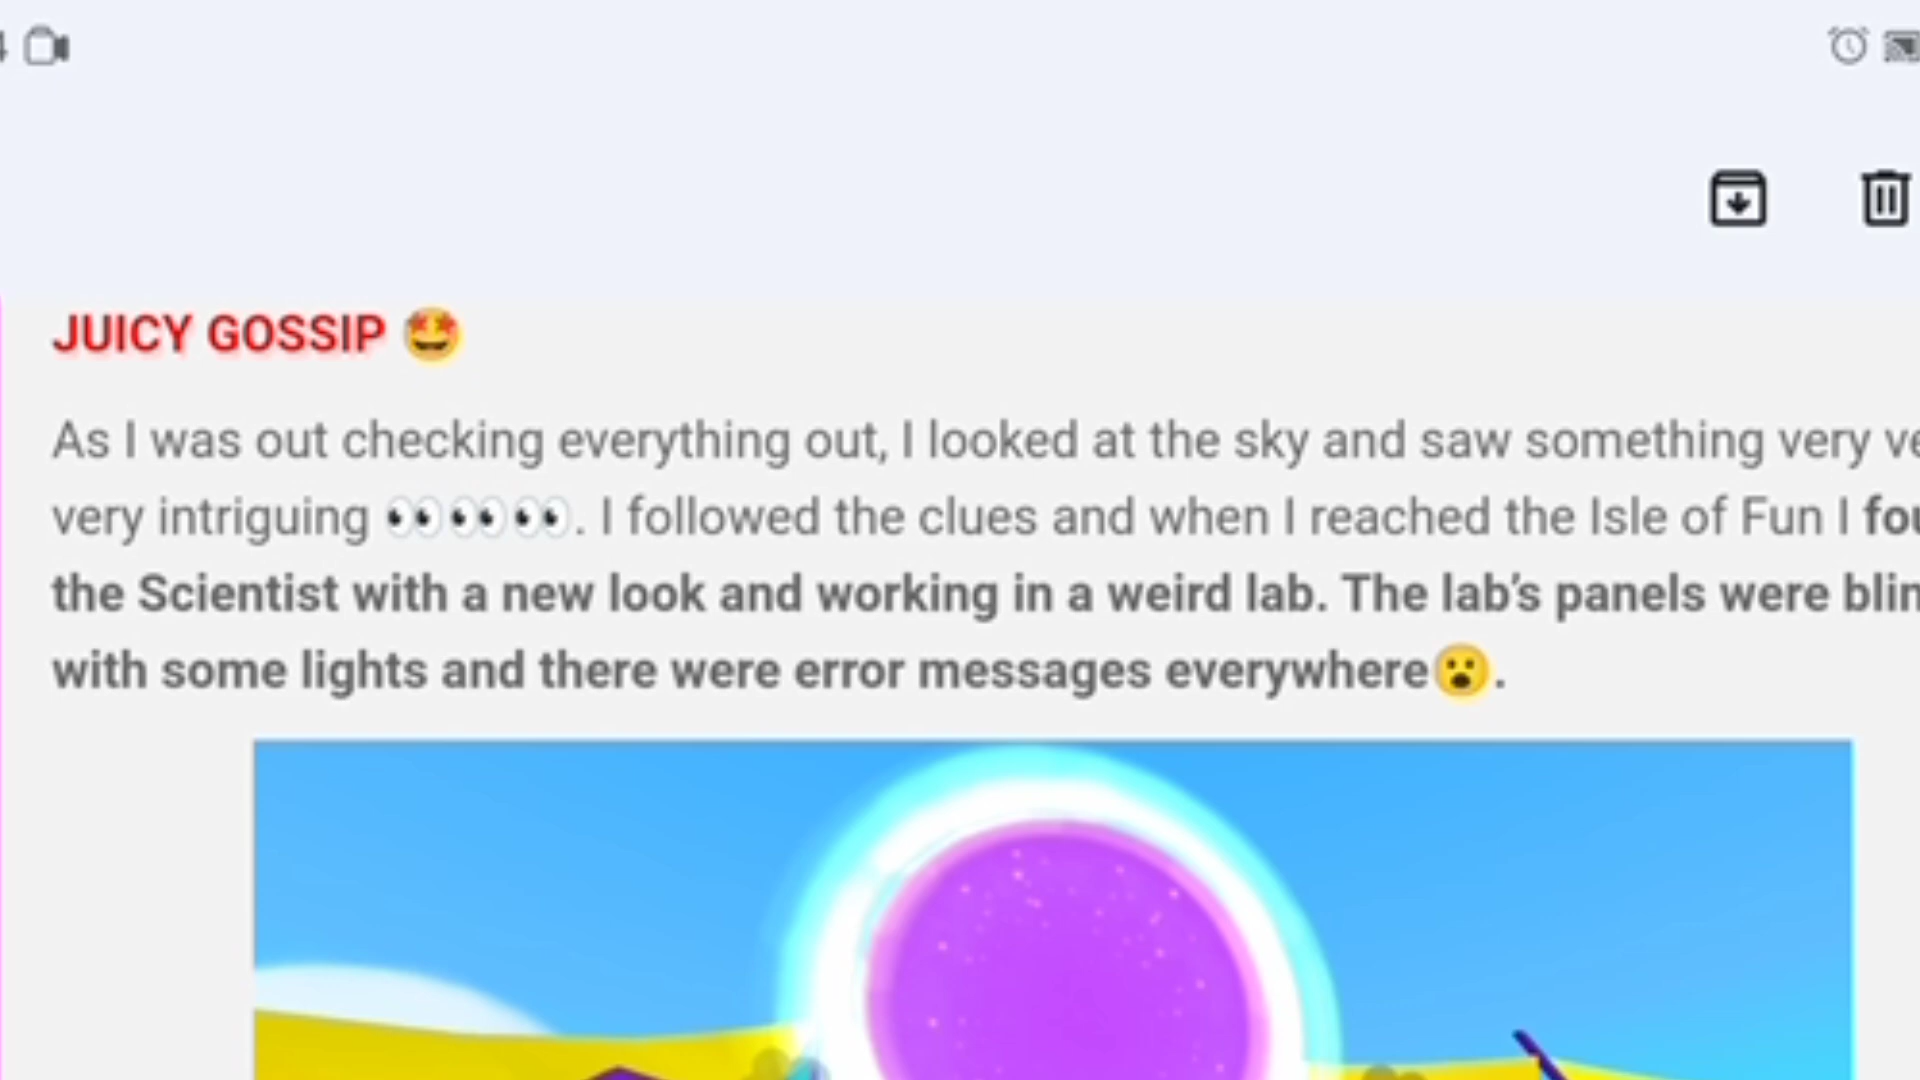 4
JUICY GOSSIP 🤩
As I was out checking everything out, I looked at the sky and saw something very
very intriguing 👀👀👀. I followed the clues and when I reached the Isle of Fun I
the Scientist with a new look and working in a weird lab. The lab's panels were
with some lights and there were error messages everywhere😮.